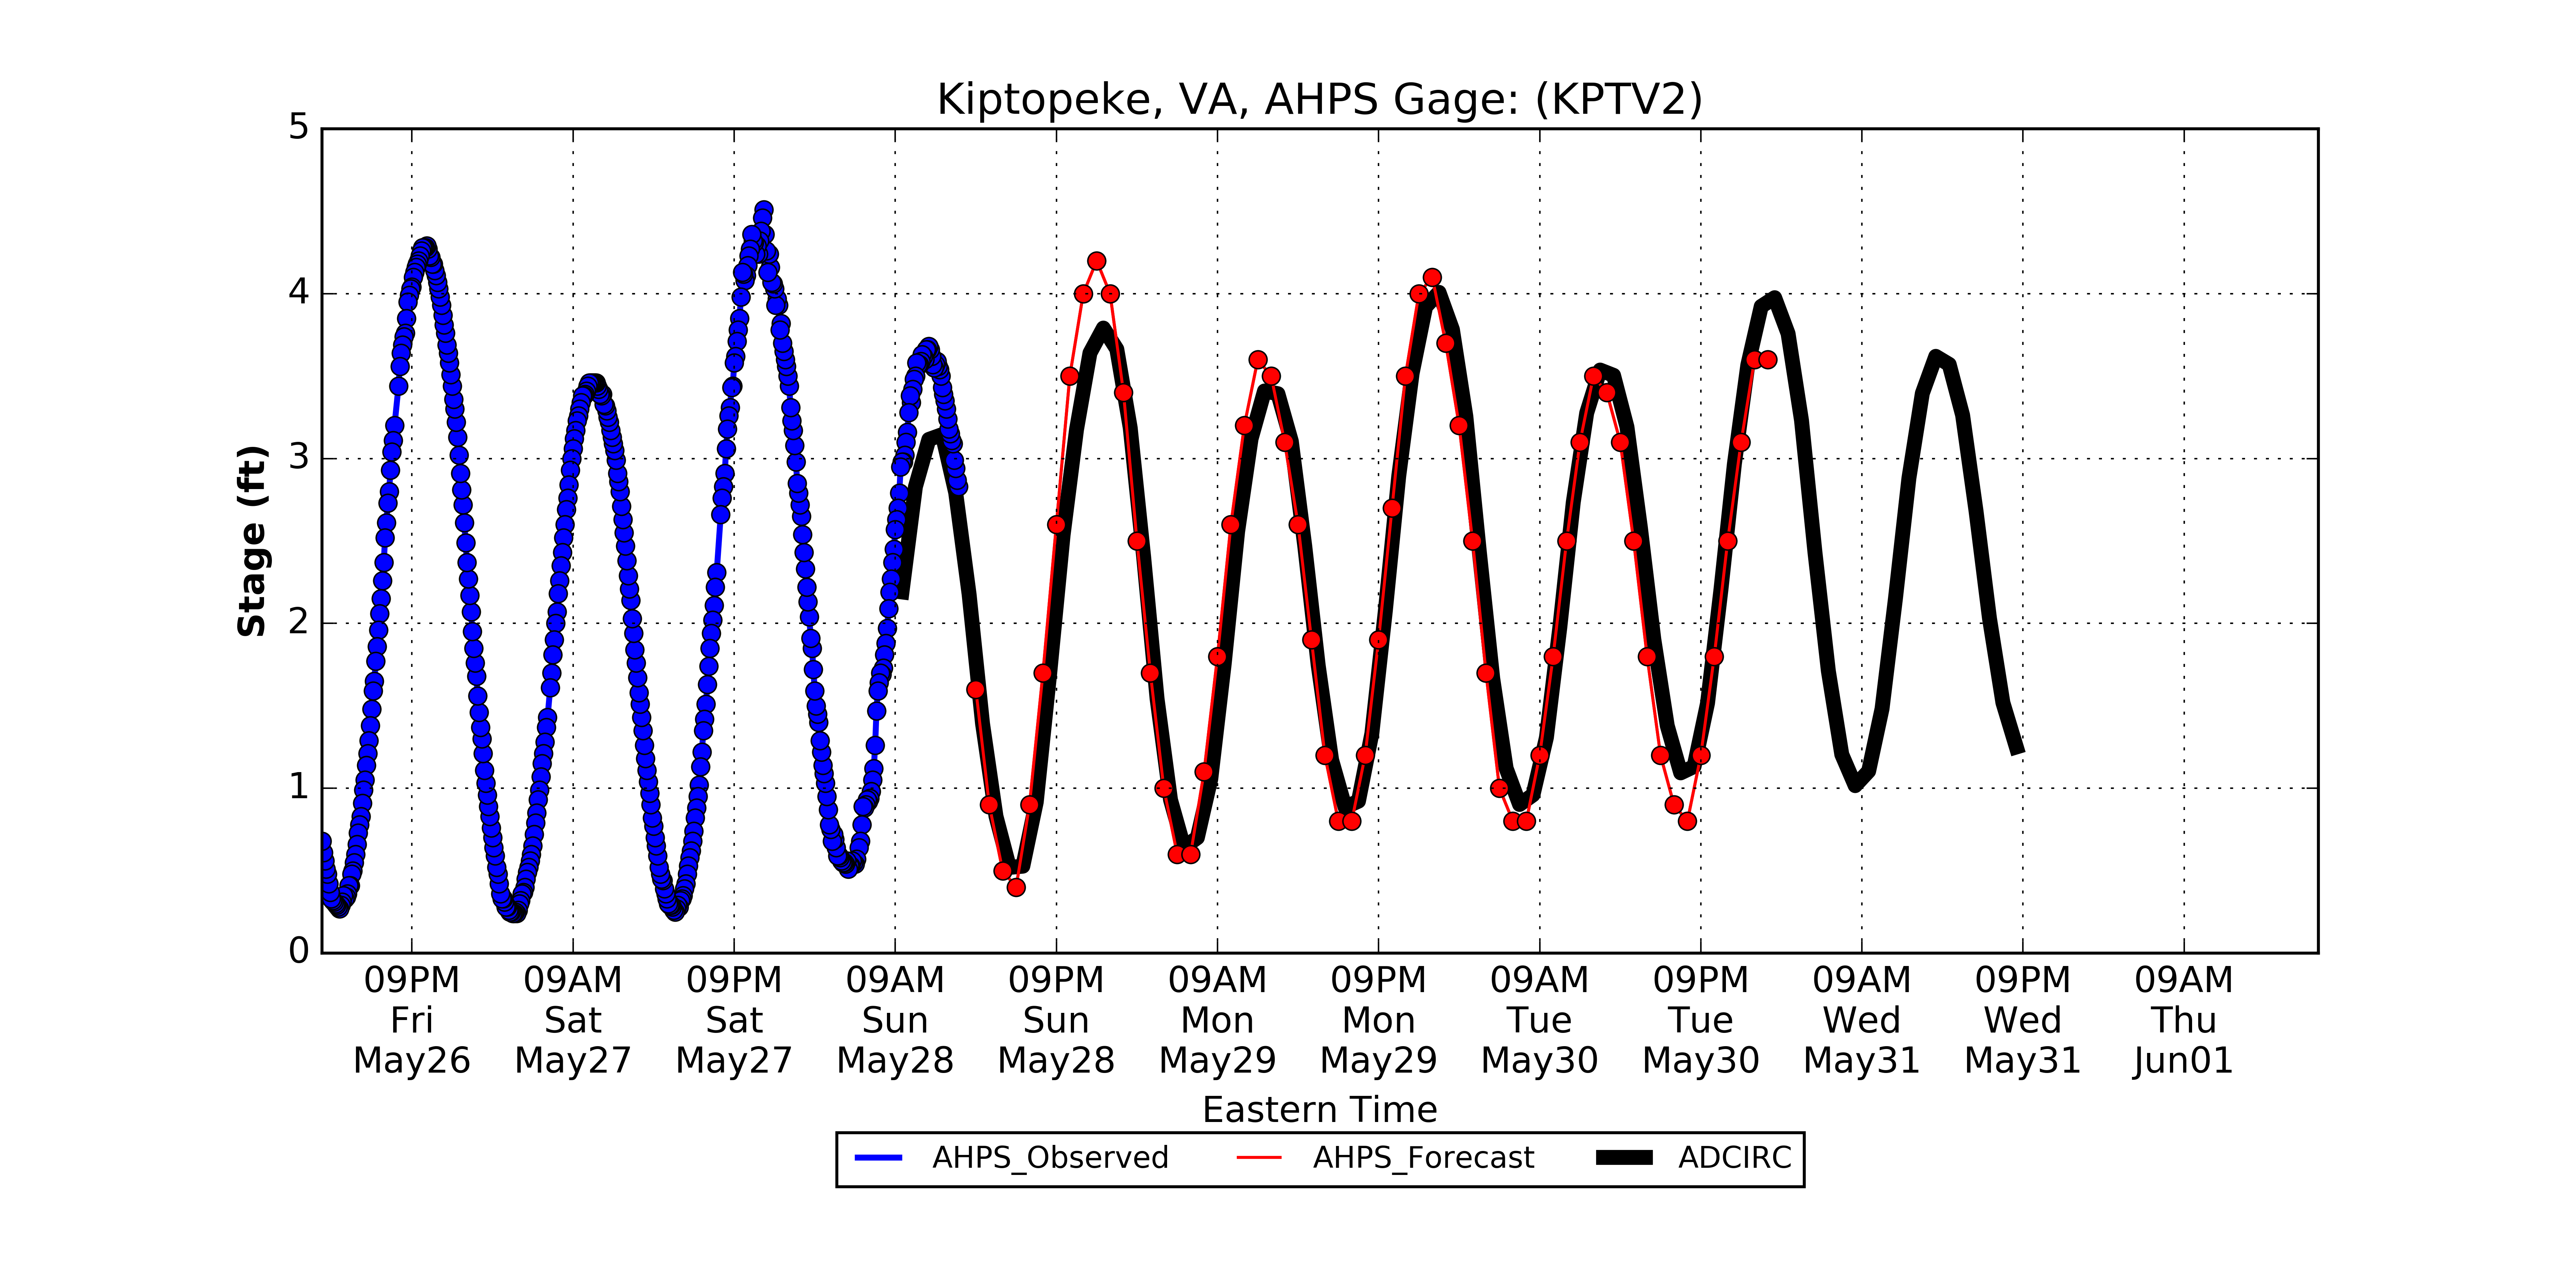 Kiptopeke, VA, AHPS Gage: (KPTV2)
5
4
3
2
1
0
Stage (ft)
09PM 09AM 09PM 09AM 09PM 09AM 09PM 09AM 09PM 09AM 09PM 09AM
Fri Sat Sat Sun Sun Mon Mon Tue Tue Wed Wed Thu
May26 May27 May27 May28 May28 May29 May29 May30 May30 May31 May31 Jun01
Eastern Time
AHPS_Observed AHPS_Forecast ADCIRC